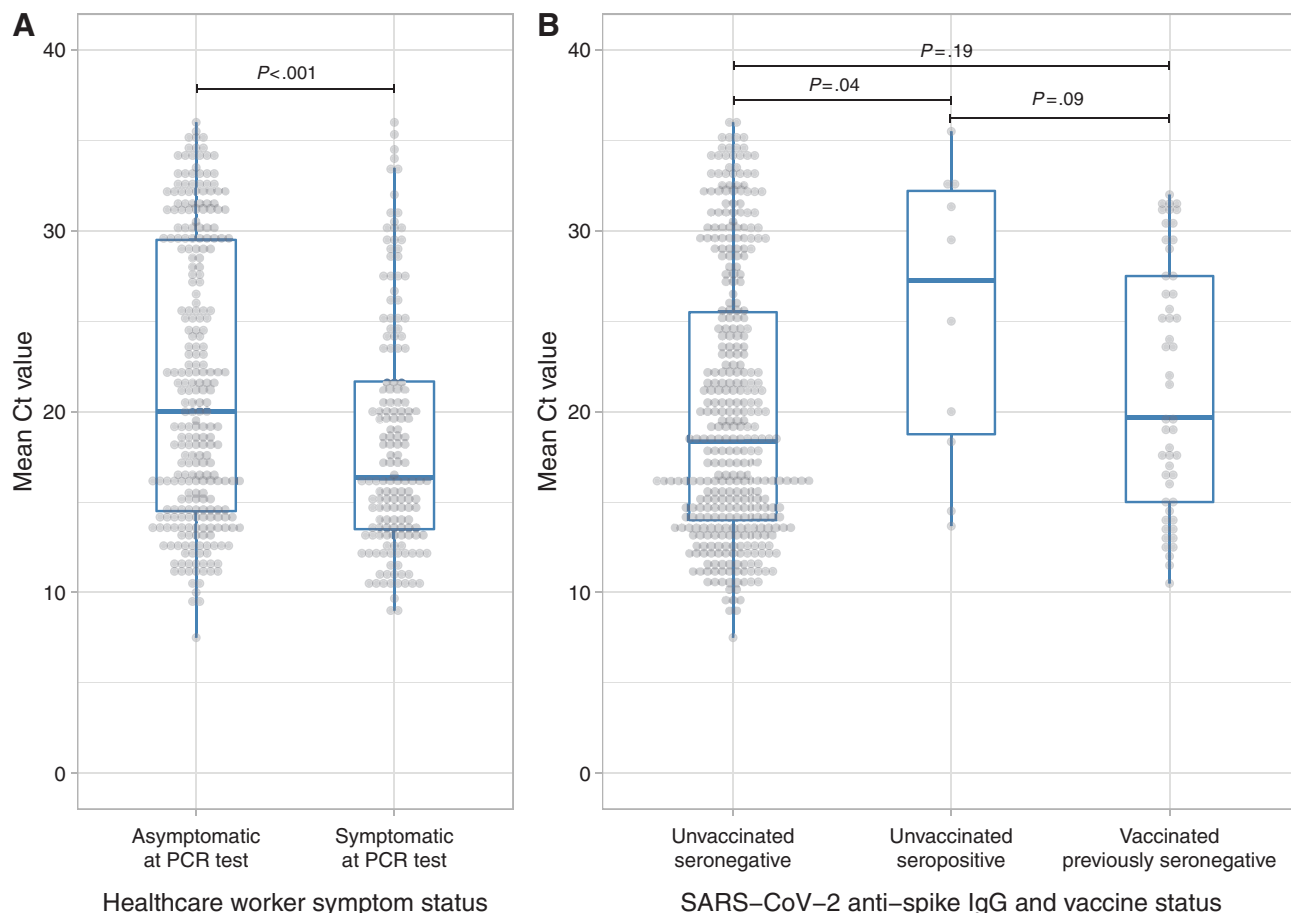 A
B
40
30
20
10
0
Mean Ct value
P<.001
Asymptomatic
at PCR test
Symptomatic
at PCR test
Healthcare worker symptom status
40
30
20
10
0
Mean Ct value
P=.19
P=.04
P=.09
Unvaccinated
seronegative
Unvaccinated
seropositive
Vaccinated
previously seronegative
SARS−CoV−2 anti−spike IgG and vaccine status